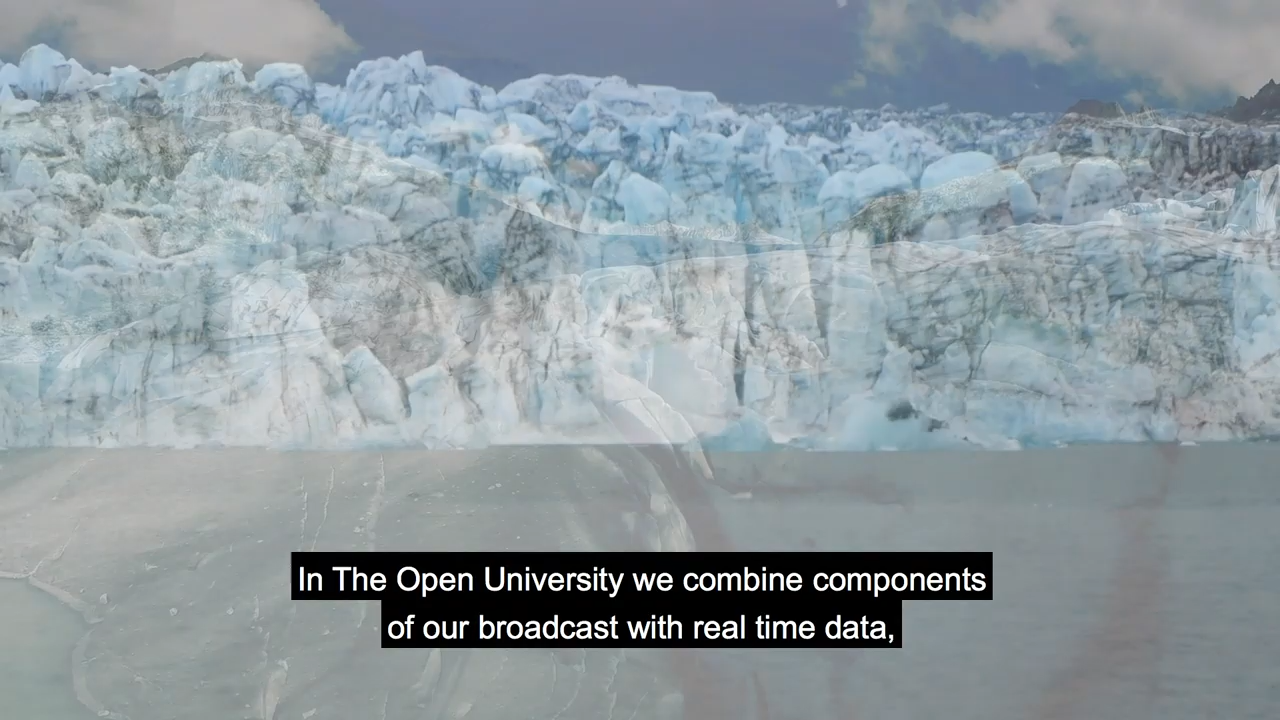 In The Open University we combine components
of our broadcast with real time data,